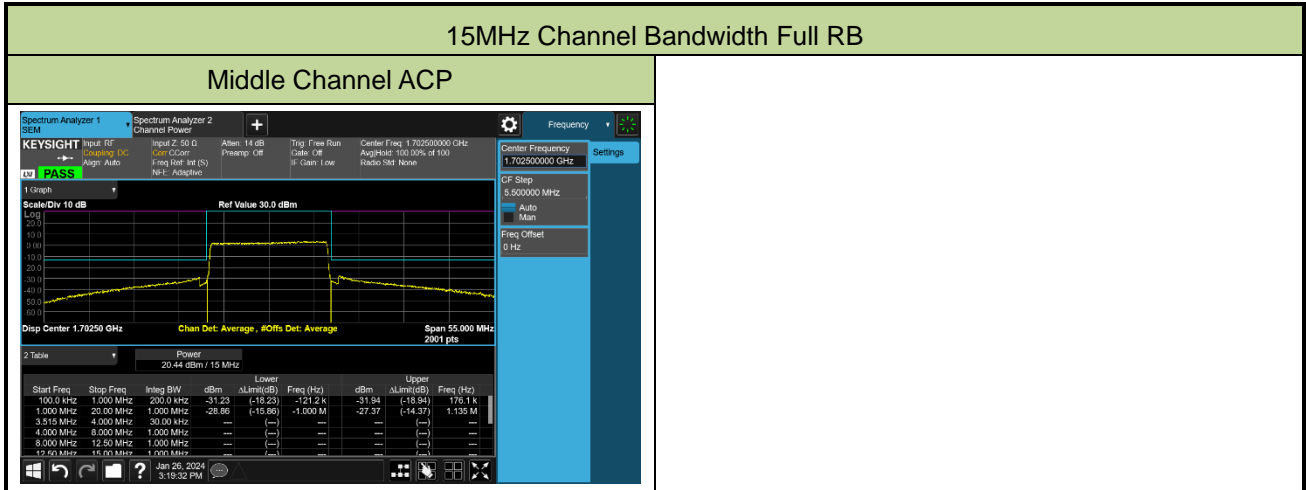 15MHz Channel Bandwidth Full RB
Middle Channel ACP
Spectrum Analyzer 1
SEM
Spectrum Analyzer 2
Channel Power
Frequency
KEYSIGHT
Input: RF
Coupling: DC
Align: Auto
Input Z: 50 Ω
Corr CCorr
Freq Ref: Int (S)
NFE: Adaptive
Atten: 14 dB
Preamp: Off
Trig: Free Run
Gate: Off
IF Gain: Low
Center Freq: 1.702500000 GHz
Avg|Hold: 100.00% of 100
Radio Std: None
PASS
Center Frequency
1.702500000 GHz
Settings
CF Step
5.500000 MHz
Auto
Man
Freq Offset
0 Hz
1 Graph
Scale/Div 10 dB
Ref Value 30.0 dBm
Log
20.0
10.0
0.00
-10.0
-20.0
-30.0
-40.0
-50.0
-60.0
Disp Center 1.70250 GHz
Chan Det: Average , #Offs Det: Average
Span 55.000 MHz
2001 pts
2 Table
Power
20.44 dBm / 15 MHz
Lower Upper
Start Freq Stop Freq Integ BW dBm ΔLimit(dB) Freq (Hz) dBm ΔLimit(dB) Freq (Hz)
100.0 kHz 1.000 MHz 200.0 kHz -31.23 (-18.23) -121.2 k -31.94 (-18.94) 176.1 k
1.000 MHz 20.00 MHz 1.000 MHz -28.86 (-15.86) -1.000 M -27.37 (-14.37) 1.135 M
3.515 MHz 4.000 MHz 30.00 kHz --- (---) --- --- (---) ---
4.000 MHz 8.000 MHz 1.000 MHz --- (---) --- --- (---) ---
8.000 MHz 12.50 MHz 1.000 MHz --- (---) --- --- (---) ---
12.50 MHz 15.00 MHz 1.000 MHz --- (---) --- --- (---) ---
Jan 26, 2024
3:19:32 PM